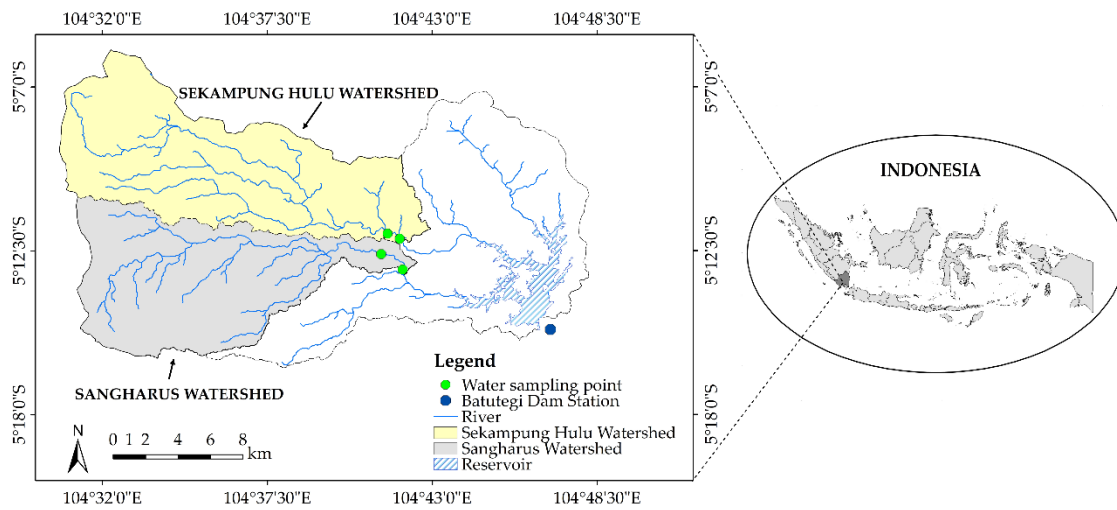 104°32'0"E 104°37'30"E 104°43'0"E 104°48'30"E
5°7'0"S 5°7'0"S
SEKAMPUNG HULU WATERSHED
INDONESIA
5°12'30"S 5°12'30"S
SANGHARUS WATERSHED
Legend
Water sampling point
Batutegi Dam Station
River
Sekampung Hulu Watershed
Sangharus Watershed
Reservoir
5°18'0"S 5°18'0"S
N
0 1 2 4 6 8
km
104°32'0"E 104°37'30"E 104°43'0"E 104°48'30"E